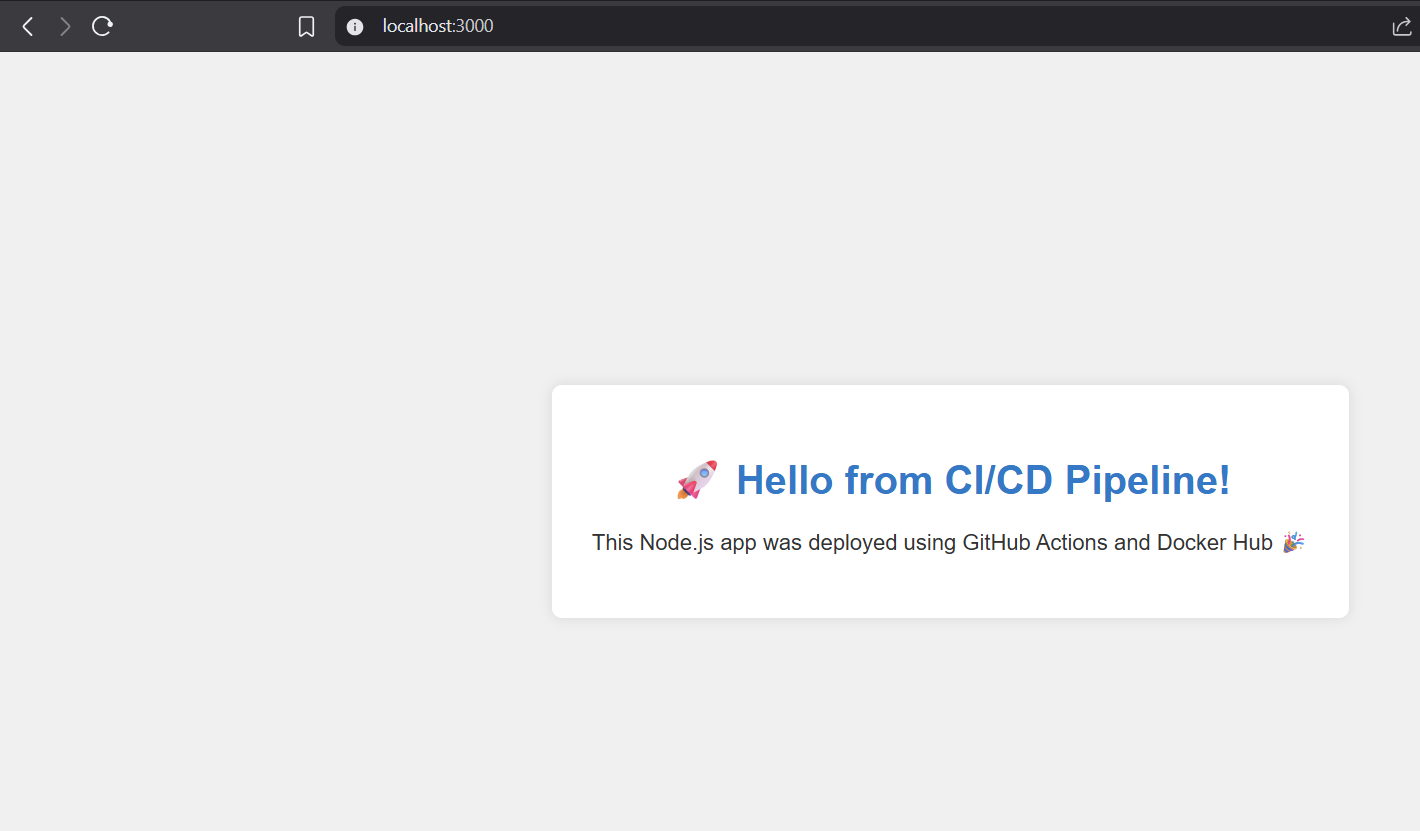 localhost:3000
🚀 Hello from CI/CD Pipeline!
This Node.js app was deployed using GitHub Actions and Docker Hub 🎉